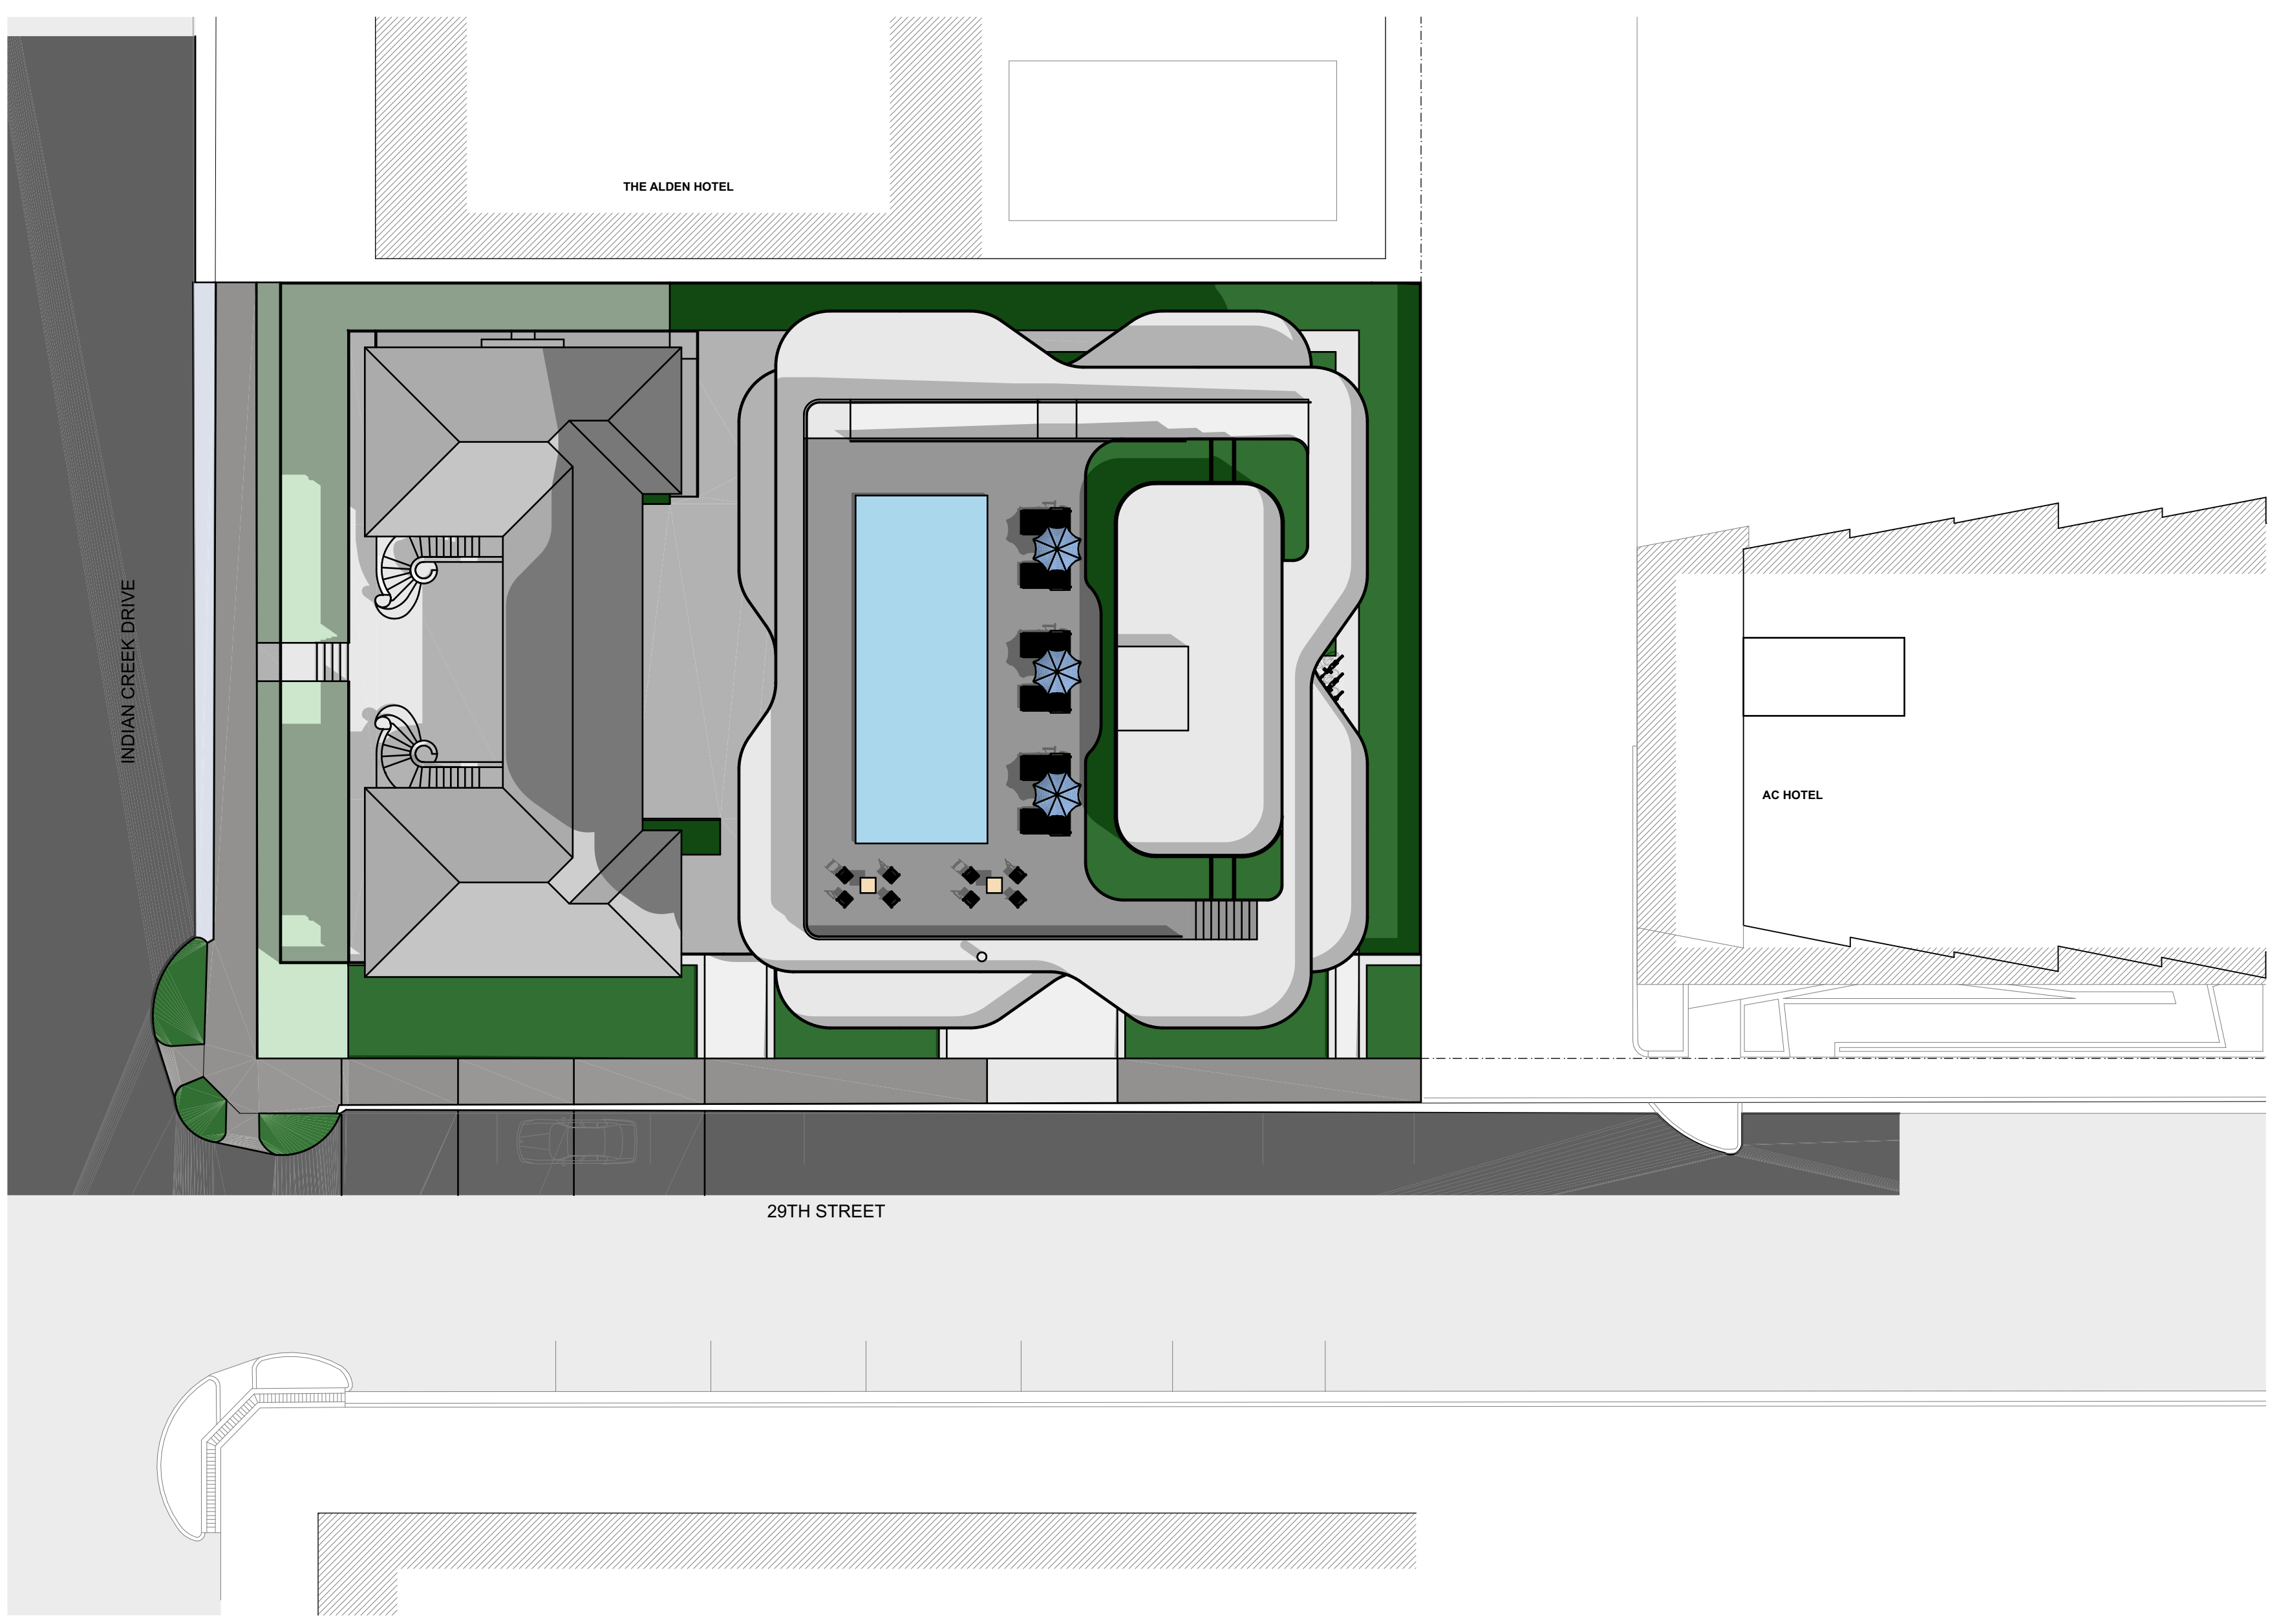 THE ALDEN HOTEL
INDIAN CREEK DRIVE
AC HOTEL
29TH STREET